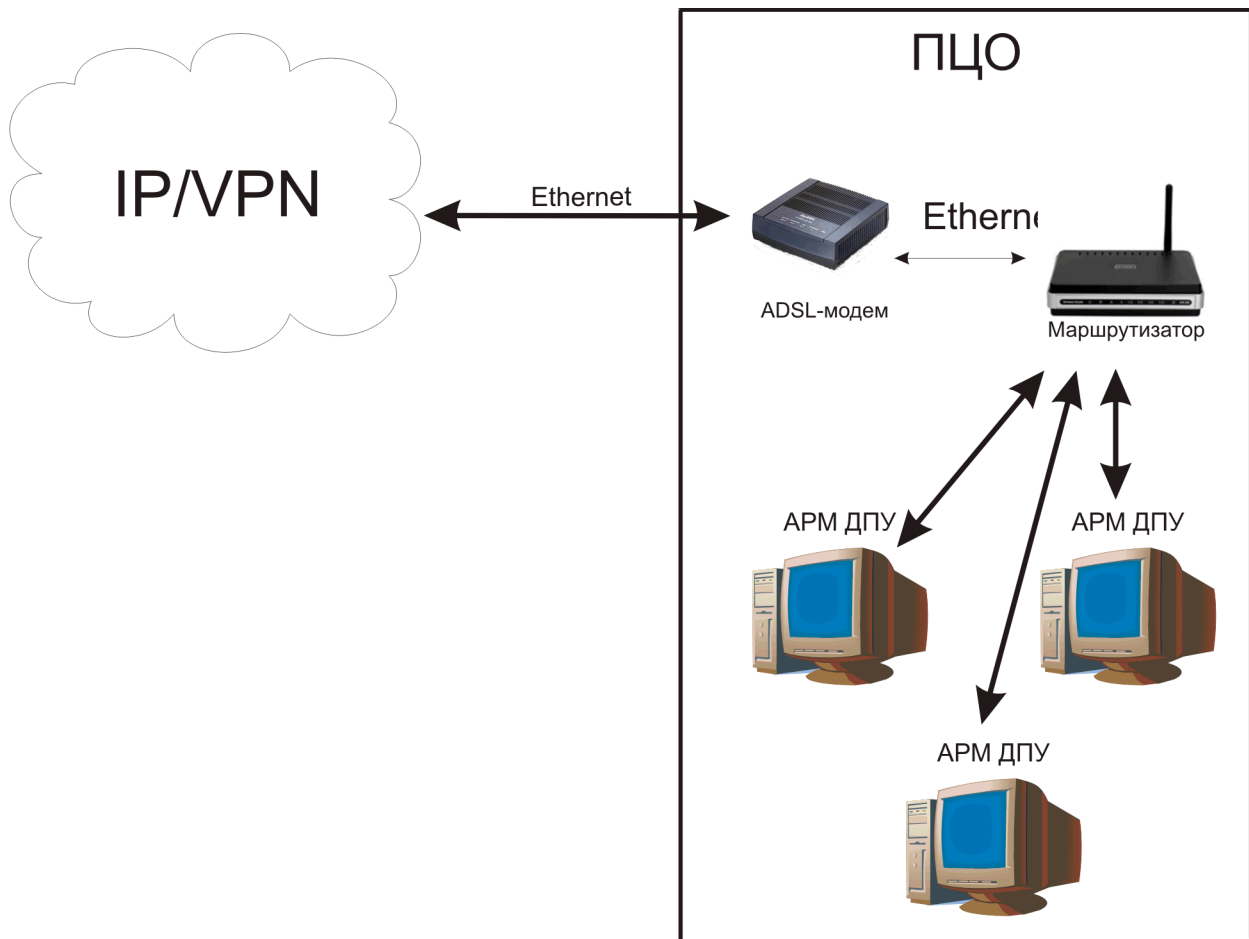 ПЦО
IP/VPN
Ethernet
Etherne
ADSL-модем
Маршрутизатор
АРМ ДПУ
АРМ ДПУ
АРМ ДПУ